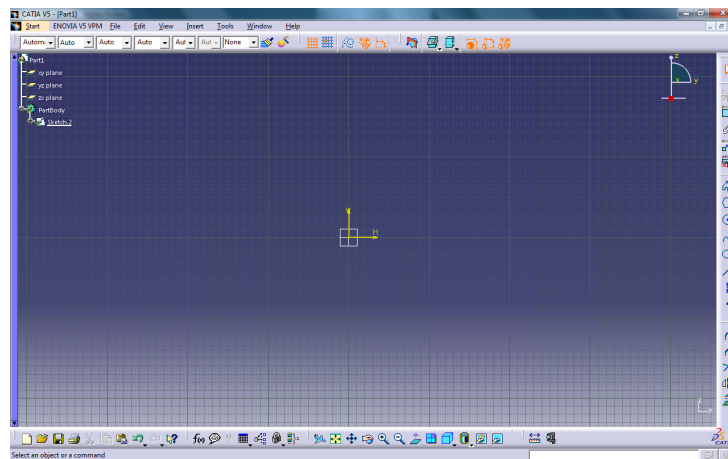 CATIA V5 - [Part1]
Start ENOVIA V5 VPM File Edit View Insert Tools Window Help
Autom Auto Auto Auto Aut Aut None
Part1
xy plane
yz plane
zx plane
PartBody
Sketch.2
z
x y
V
H
y
Select an object or a command